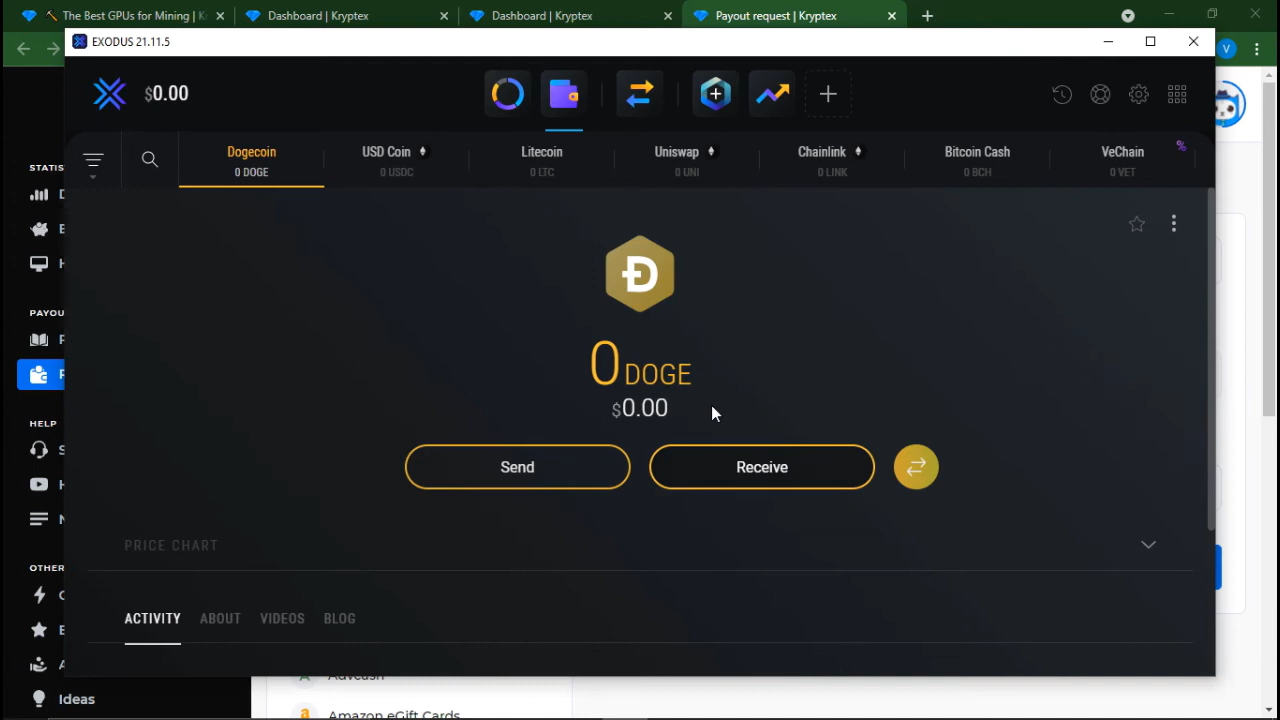 The Best GPUs for Mining | K
Dashboard | Kryptex
Dashboard | Kryptex
Payout request | Kryptex
EXODUS 21.11.5
V
$0.00
STATIS
Dogecoin
0 DOGE
USD Coin
0 USDC
Litecoin
0 LTC
Uniswap
0 UNI
Chainlink
0 LINK
Bitcoin Cash
0 BCH
VeChain
0 VET
%
PAYOU
0 DOGE
$0.00
HELP
Send
Receive
PRICE CHART
OTHER
ACTIVITY
ABOUT
VIDEOS
BLOG
Ideas
Advcash
Amazon eGift Cards